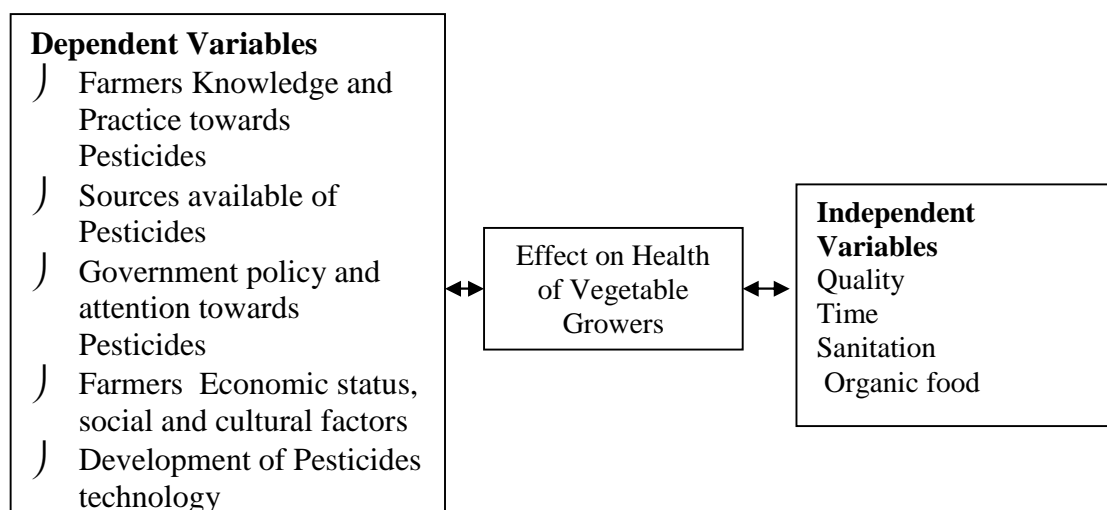 Dependent Variables
⌡ Farmers Knowledge and
Practice towards
Pesticides
⌡ Sources available of
Pesticides
⌡ Government policy and
attention towards
Pesticides
⌡ Farmers Economic status,
social and cultural factors
⌡ Development of Pesticides
technology
Effect on Health
of Vegetable
Growers
Independent
Variables
Quality
Time
Sanitation
Organic food